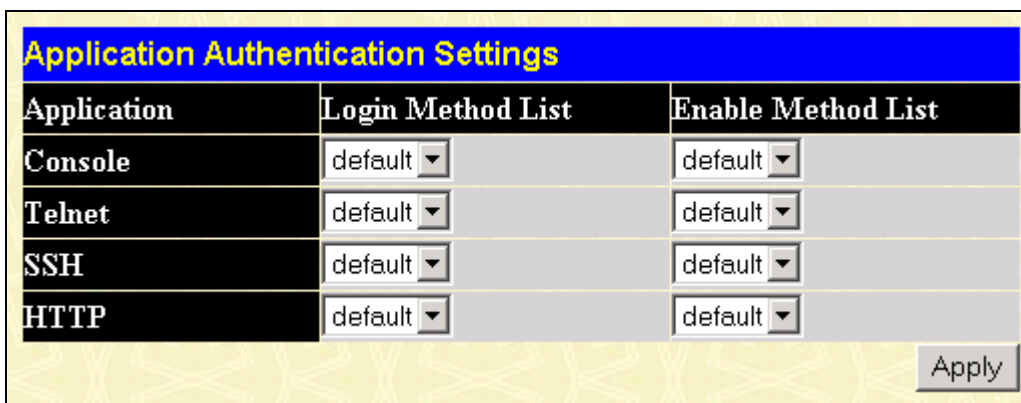 Application Authentication Settings
Application Login Method List Enable Method List
Console default default
Telnet default default
SSH default default
HTTP default default
Apply